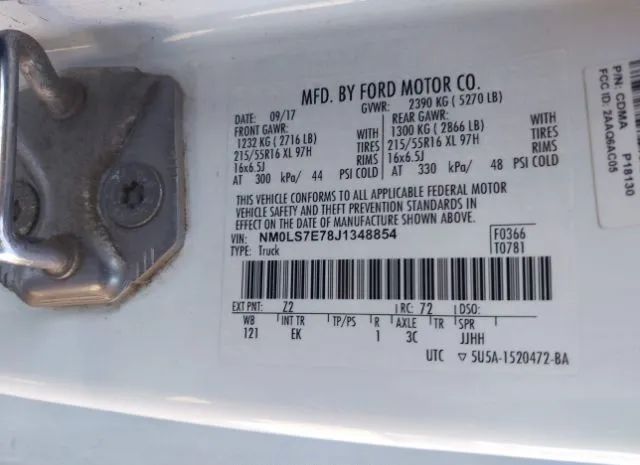 MFD. BY FORD MOTOR CO.
DATE: 09/17 GVWR: 2390 KG ( 5270 LB)
FRONT GAWR: REAR GAWR:
1232 KG ( 2716 LB) WITH 1300 KG ( 2866 LB) WITH
215/55R16 XL 97H TIRES 215/55R16 XL 97H TIRES
16x6.5J RIMS 16x6.5J RIMS
AT 300 kPa/ 44 PSI COLD AT 330 kPa/ 48 PSI COLD
THIS VEHICLE CONFORMS TO ALL APPLICABLE FEDERAL MOTOR
VEHICLE SAFETY AND THEFT PREVENTION STANDARDS IN
EFFECT ON THE DATE OF MANUFACTURE SHOWN ABOVE.
VIN: NM0LS7E78J1348854 F0366
TYPE: Truck T0781
EXT PNT: Z2 RC: 72 DSO:
WB INT TR TP/PS R AXLE TR SPR
121 EK 1 3C JJHH
UTC ▽ 5U5A-1520472-BA
P/N: CDMA P18130
FCC ID: 2AAQ6AC05